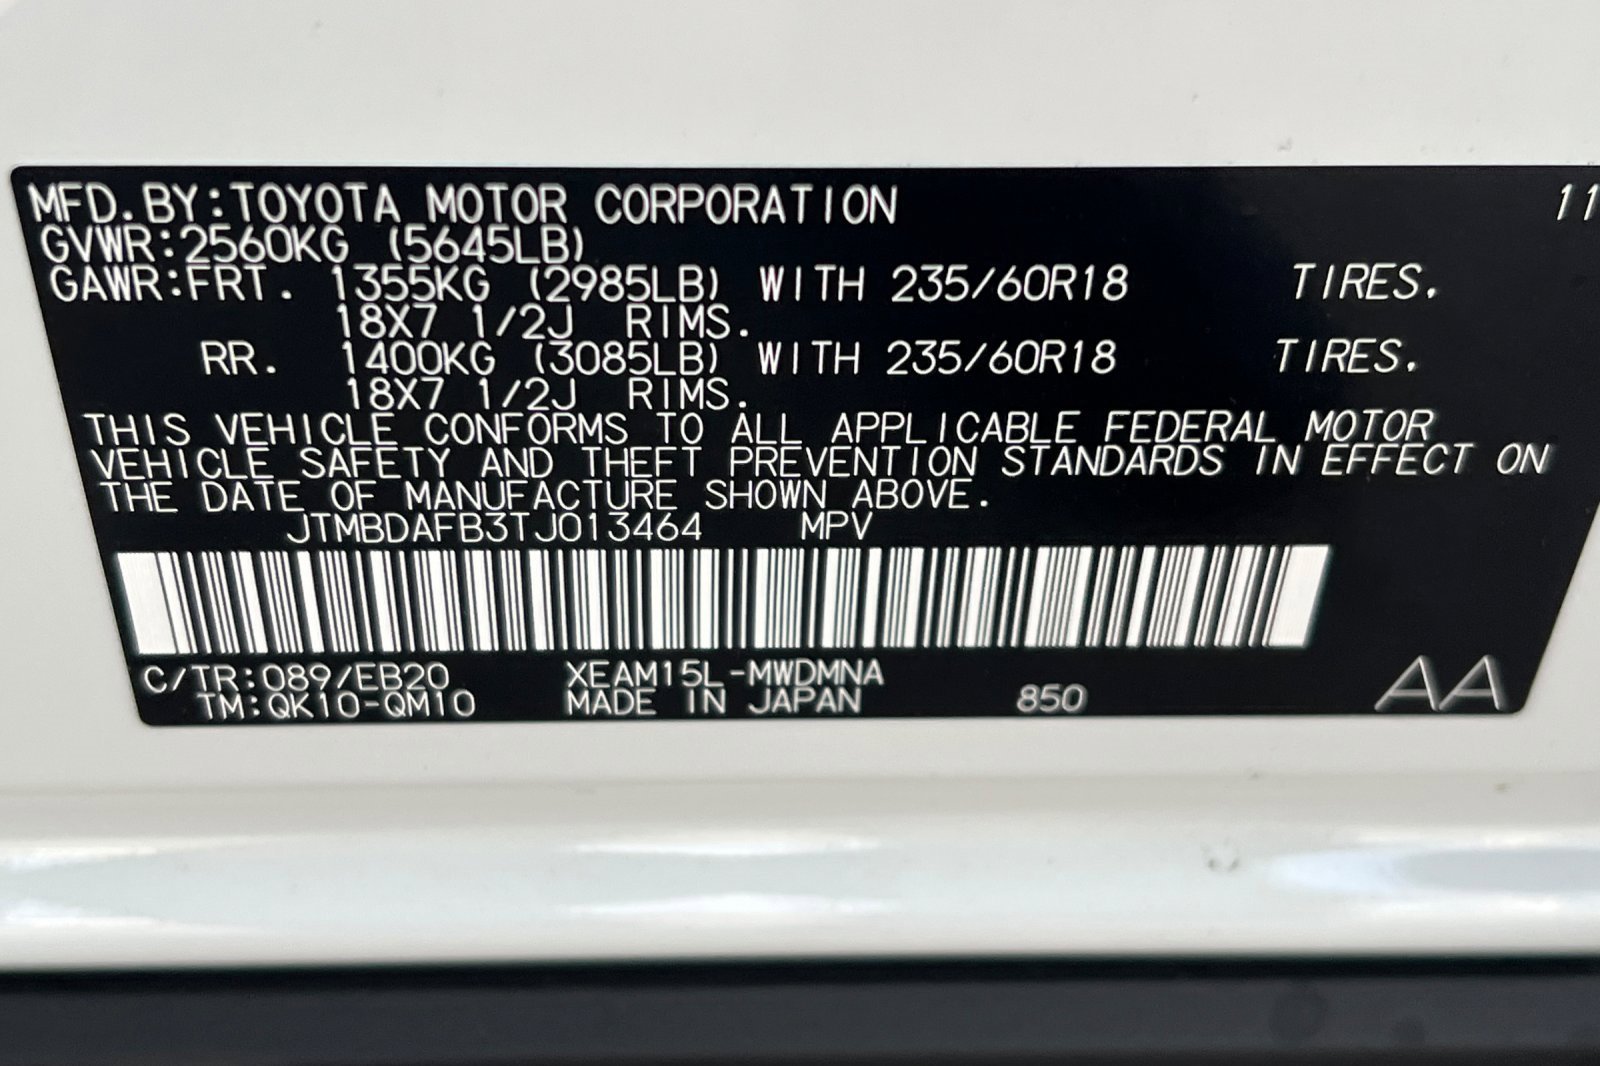 MFD.BY:TOYOTA MOTOR CORPORATION 11
GVWR:2560KG (5645LB)
GAWR:FRT. 1355KG (2985LB) WITH 235/60R18 TIRES.
18X7 1/2J RIMS.
RR. 1400KG (3085LB) WITH 235/60R18 TIRES.
18X7 1/2J RIMS.
THIS VEHICLE CONFORMS TO ALL APPLICABLE FEDERAL MOTOR
VEHICLE SAFETY AND THEFT PREVENTION STANDARDS IN EFFECT ON
THE DATE OF MANUFACTURE SHOWN ABOVE.
JTMBDAFB3TJ013464 MPV
C/TR:089/EB20 XEAM15L-MWDMNA
TM:QK10-QM10 MADE IN JAPAN 850 AA